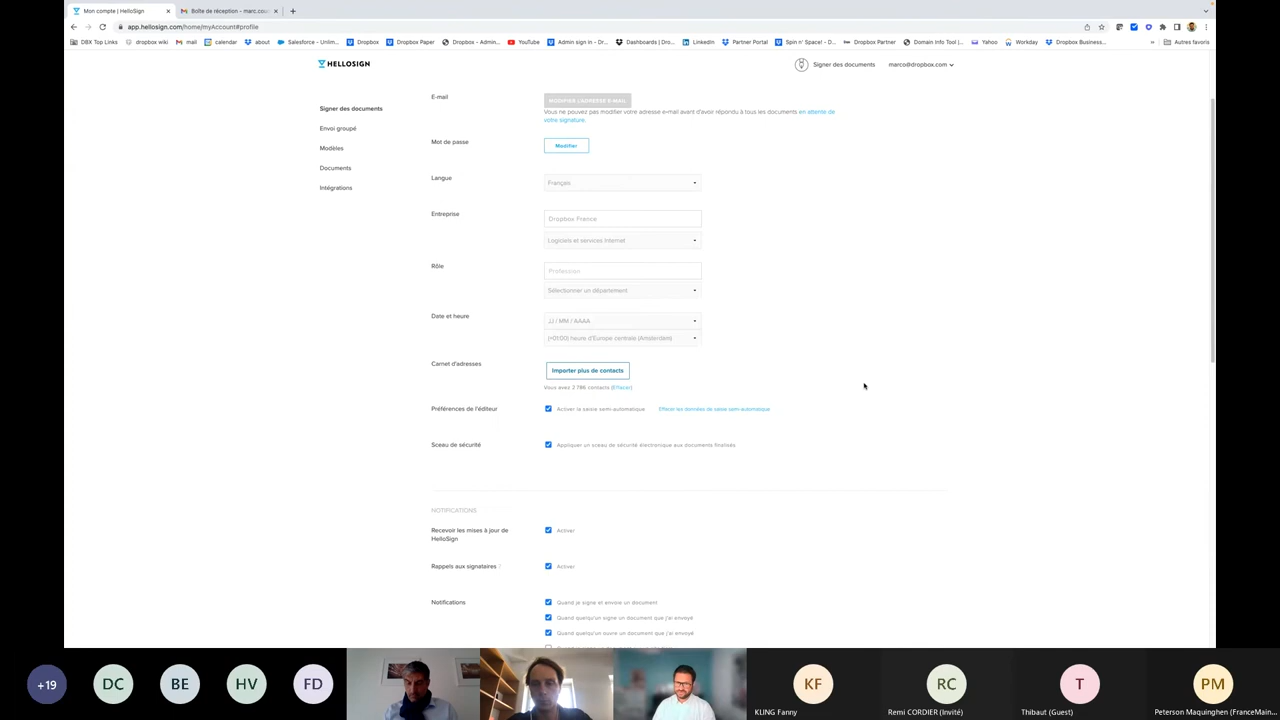 Mon compte | HelloSign
Boîte de réception - marc.coa
app.hellosign.com/home/myAccount#profile
DBX Top Links
dropbox wiki
mail
calendar
about
Salesforce - Unlim...
Dropbox
Dropbox Paper
Dropbox - Admin...
YouTube
Admin sign in - Dr...
Dashboards | Dro...
LinkedIn
Partner Portal
Spin n' Space! - D...
Dropbox Partner
Domain Info Tool (...
Yahoo
Workday
Dropbox Business...
Autres favoris
HELLOSIGN
Signer des documents
marco@dropbox.com
Signer des documents
Envoi groupé
Modèles
Documents
Intégrations
E-mail
MODIFIER L'ADRESSE E-MAIL
Vous ne pouvez pas modifier votre adresse e-mail avant d'avoir répondu à tous les documents en attente de
votre signature.
Mot de passe
Modifier
Langue
Français
Entreprise
Dropbox France
Logiciels et services Internet
Rôle
Profession
Sélectionner un département
Date et heure
JJ / MM / AAAA
(+01:00) heure d'Europe centrale (Amsterdam)
Carnet d'adresses
Importer plus de contacts
Vous avez 2 786 contacts (Effacer)
Préférences de l'éditeur
Activer la saisie semi-automatique
Effacer les données de saisie semi-automatique
Sceau de sécurité
Appliquer un sceau de sécurité électronique aux documents finalisés
NOTIFICATIONS
Recevoir les mises à jour de
HelloSign
Activer
Rappels aux signataires ?
Activer
Notifications
Quand je signe et envoie un document
Quand quelqu'un signe un document que j'ai envoyé
Quand quelqu'un ouvre un document que j'ai envoyé
+19
DC
BE
HV
FD
KF
KLING Fanny
RC
Remi CORDIER (Invité)
T
Thibaut (Guest)
PM
Peterson Maquinghen (FranceMain...